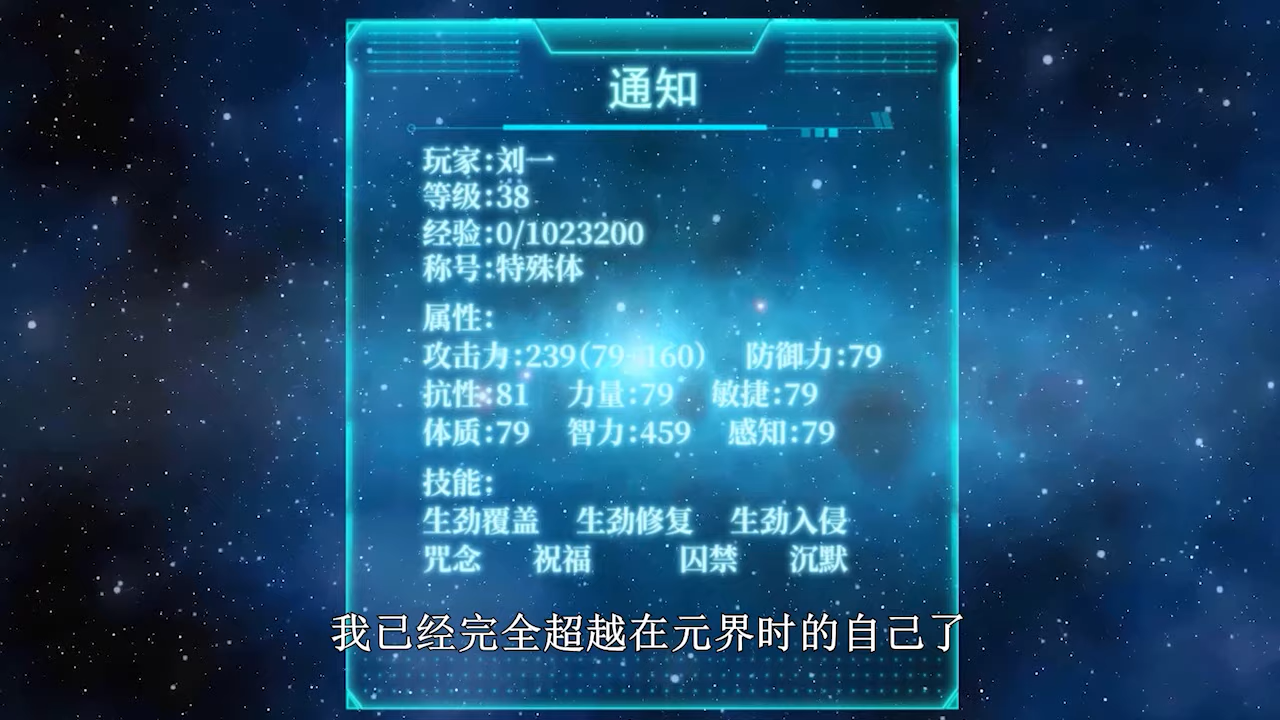 通知
玩家:刘一
等级:38
经验:0/1023200
称号:特殊体
属性:
攻击力:239(79+160) 防御力:79
抗性:81 力量:79 敏捷:79
体质:79 智力:459 感知:79
技能:
生劲覆盖 生劲修复 生劲入侵
咒念 祝福 囚禁 沉默
我已经完全超越在元界时的自己了